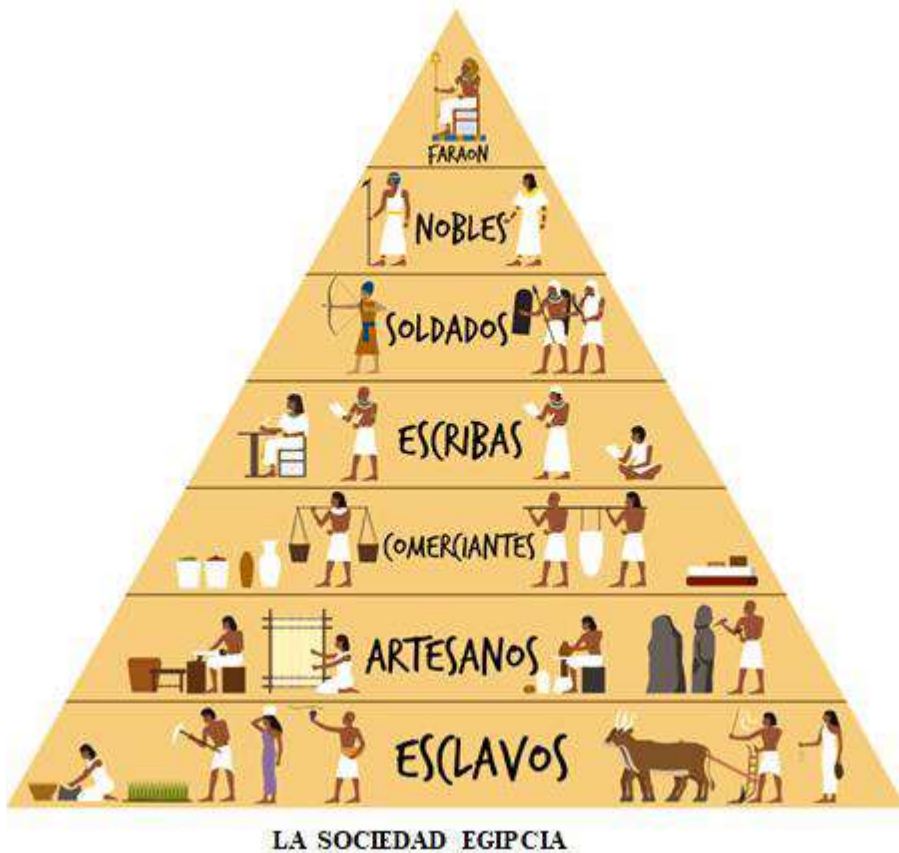 FARAON
NOBLES
SOLDADOS
ESCRIBAS
COMERCIANTES
ARTESANOS
ESCLAVOS
LA SOCIEDAD EGIPCIA